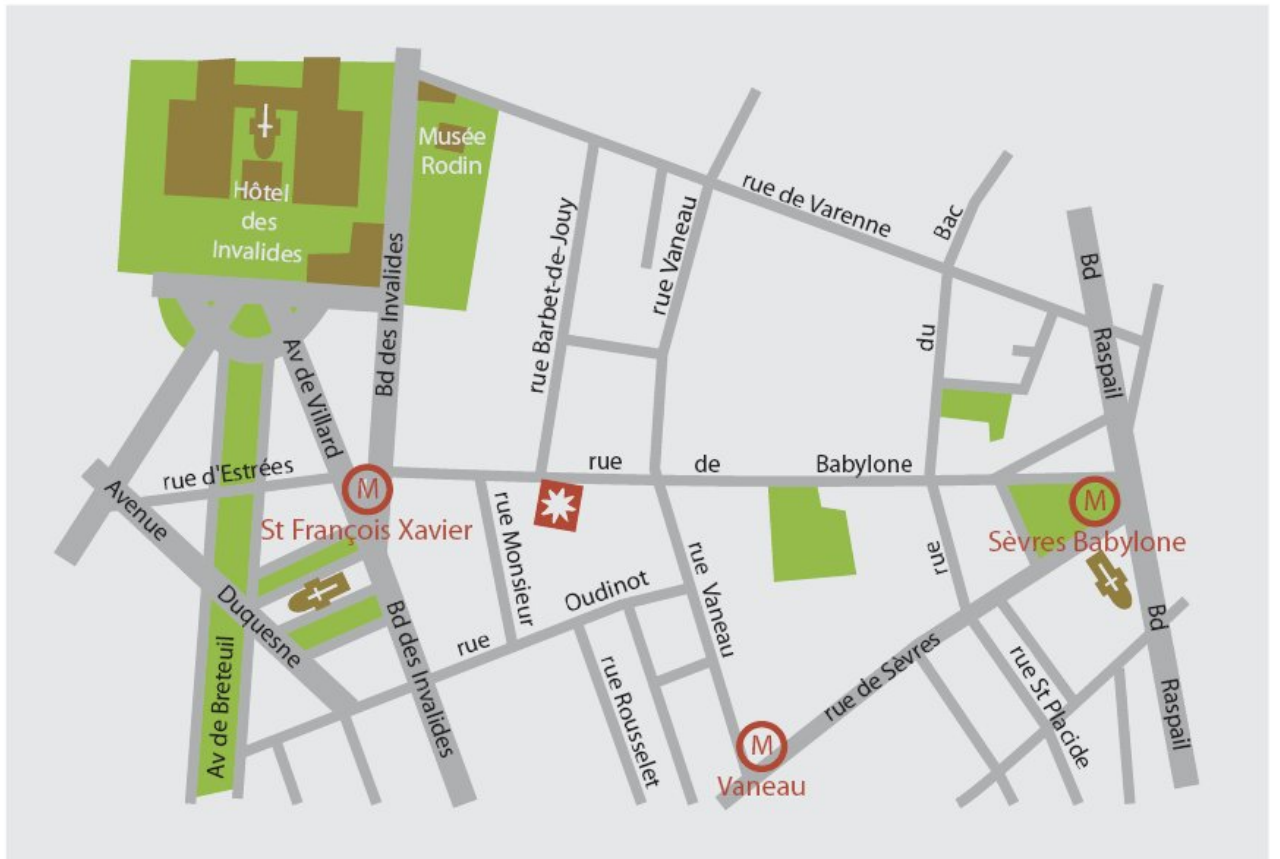 Musée
Rodin
Hôtel
des
Invalides
rue de Varenne
Bac
du
rue
Bd
Raspail
rue Vaneau
rue Barbet-de-Jouy
Bd des Invalides
Av de Villard
rue d'Estrées
rue de Babylone
M
St François Xavier
M
Sèvres Babylone
Avenue
Duquesne
rue Monsieur
rue Oudinot
rue Vaneau
Av de Breteuil
Bd des Invalides
rue Rousselet
rue de Sèvres
rue St Placide
Bd
Raspail
M
Vaneau